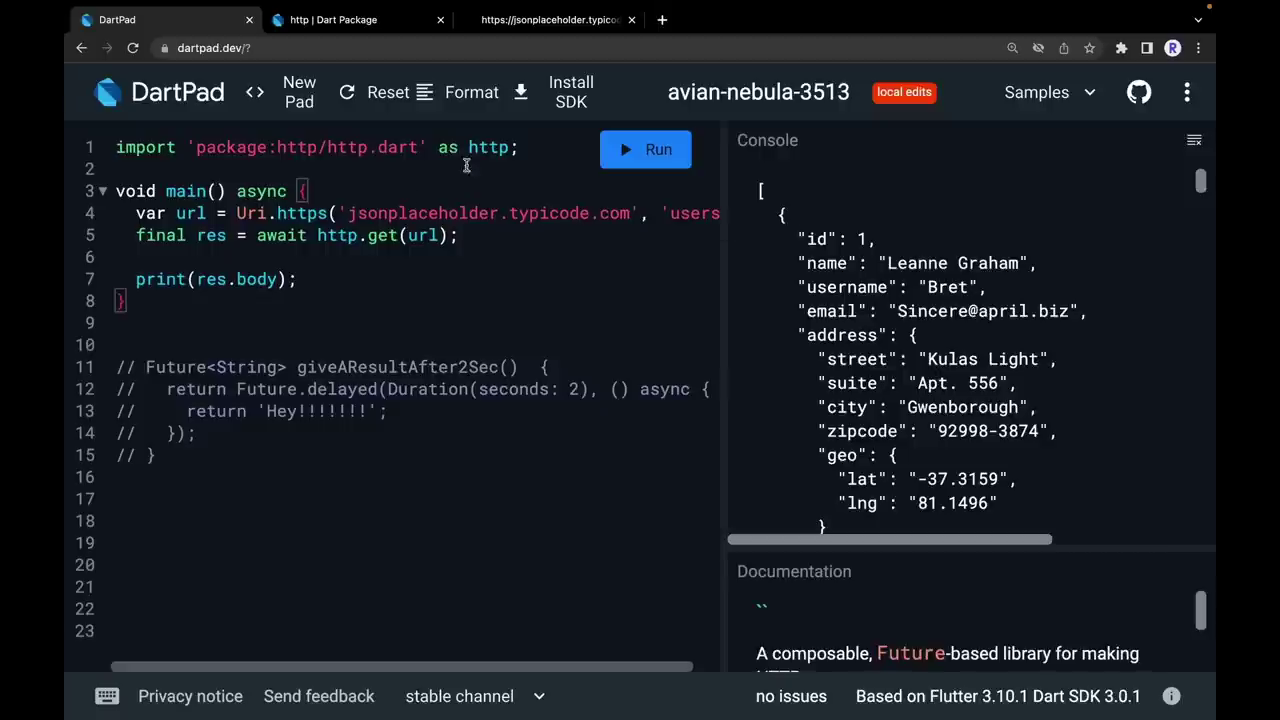 DartPad
http | Dart Package
https://jsonplaceholder.typico
dartpad.dev/?
R
DartPad
<> New Pad
Reset
Format
Install SDK
avian-nebula-3513
local edits
Samples
1 import 'package:http/http.dart' as http;
2
3 void main() async {
4 var url = Uri.https('jsonplaceholder.typicode.com', 'users
5 final res = await http.get(url);
6
7 print(res.body);
8 }
9
10
11 // Future<String> giveAResultAfter2Sec() {
12 // return Future.delayed(Duration(seconds: 2), () async {
13 // return 'Hey!!!!!!!';
14 // });
15 // }
16
17
18
19
20
21
22
23
Run
Console
[
{
"id": 1,
"name": "Leanne Graham",
"username": "Bret",
"email": "Sincere@april.biz",
"address": {
"street": "Kulas Light",
"suite": "Apt. 556",
"city": "Gwenborough",
"zipcode": "92998-3874",
"geo": {
"lat": "-37.3159",
"lng": "81.1496"
}
Documentation
``
A composable, Future-based library for making
Privacy notice
Send feedback
stable channel
no issues
Based on Flutter 3.10.1 Dart SDK 3.0.1